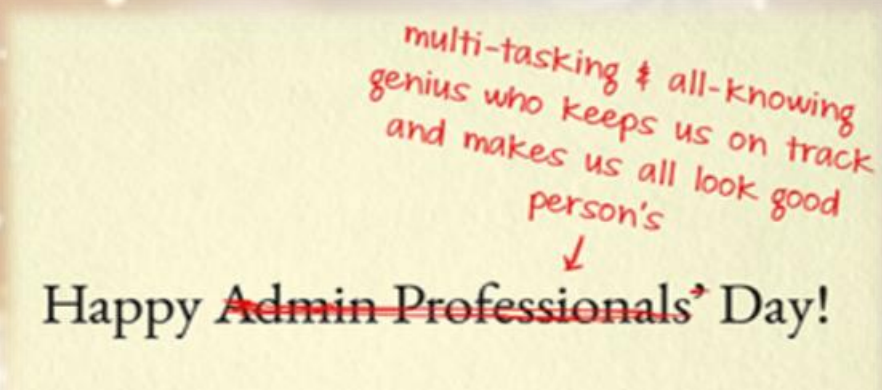 multi-tasking & all-knowing
genius who keeps us on track
and makes us all look good
person's
Happy Admin Professionals' Day!